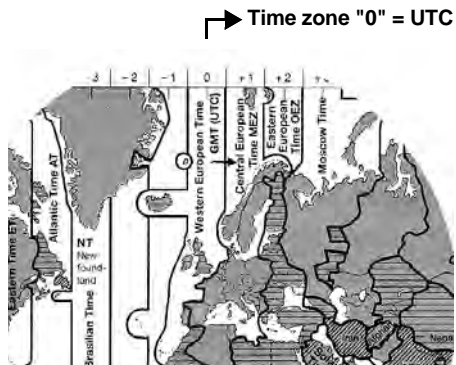 Time zone "0" = UTC
-3 -2 -1 0 +1 +2
Eastern Time ET
Atlantic Time AT
NT
New-
found-
land
Brasilian Time
Western European Time
GMT (UTC)
Central European
Time MEZ
Eastern
European
Time OEZ
Moscow Time
Iran